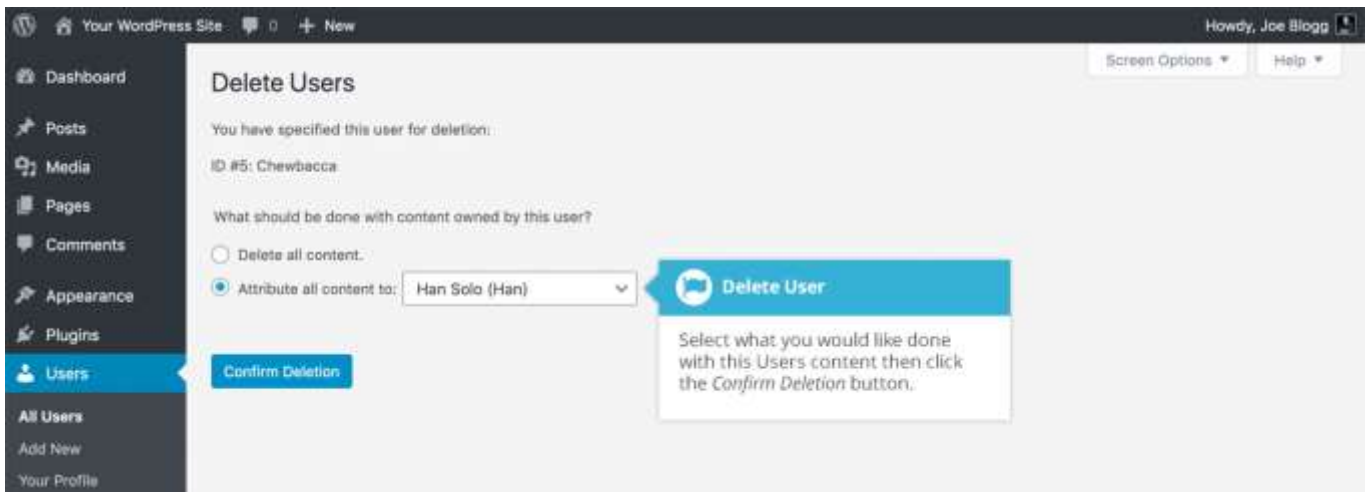 Your WordPress Site 0 + New
Howdy, Joe Blogg
Screen Options
Help
Dashboard
Posts
Media
Pages
Comments
Appearance
Plugins
Users
All Users
Add New
Your Profile
Delete Users
You have specified this user for deletion:
ID #5: Chewbacca
What should be done with content owned by this user?
Delete all content.
Attribute all content to: Han Solo (Han)
Confirm Deletion
Delete User
Select what you would like done
with this Users content then click
the Confirm Deletion button.